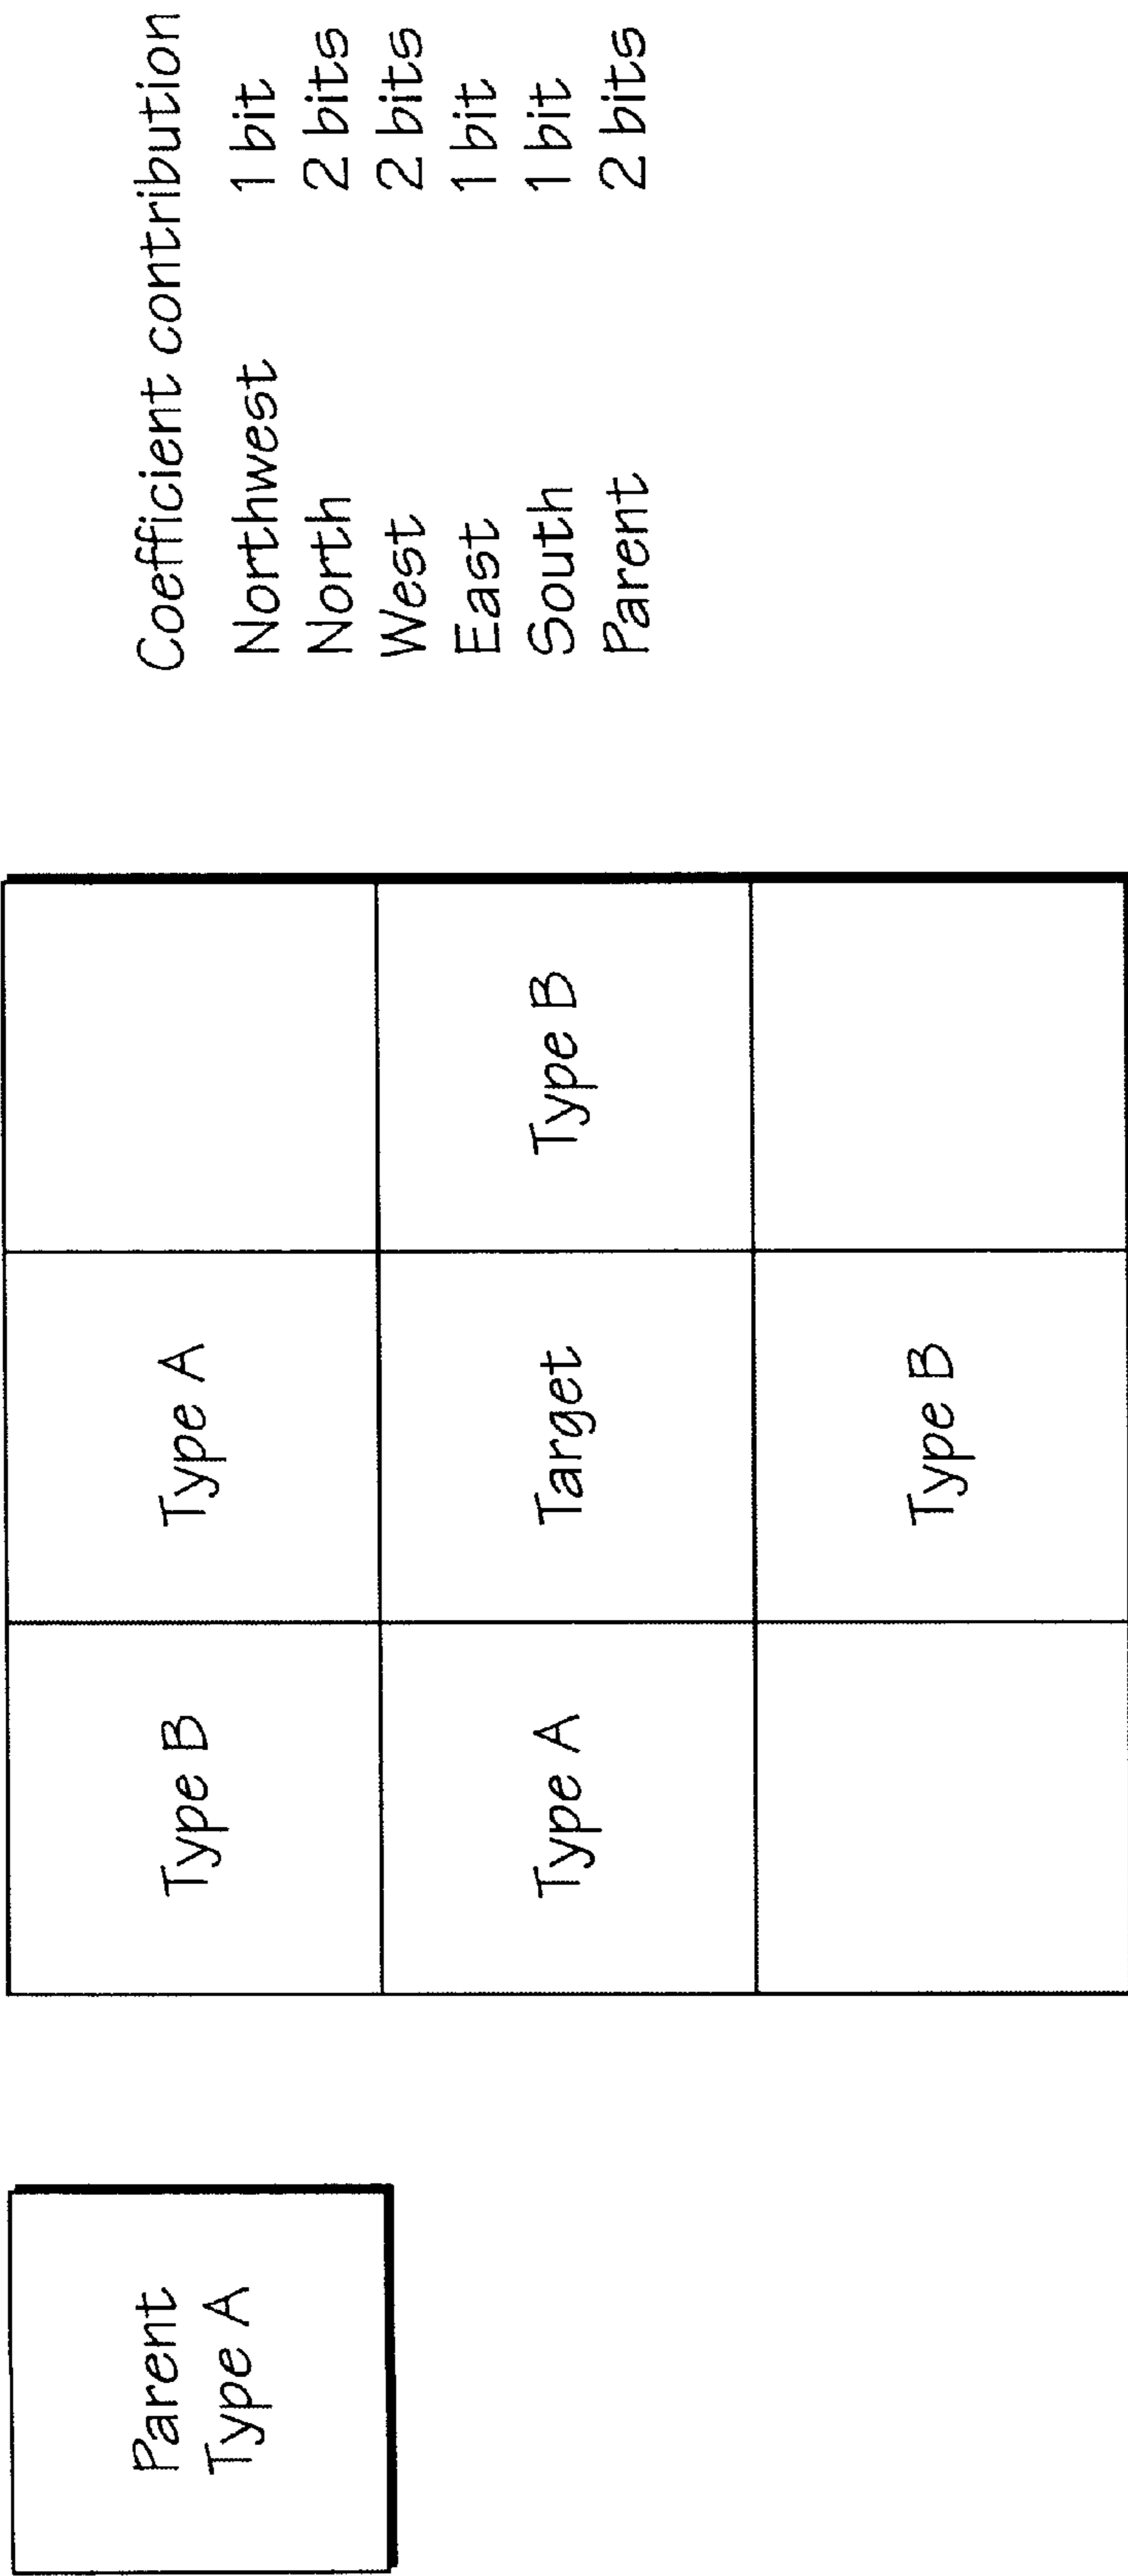 Parent
Type A
Type B
Type A
Type A
Target
Type B
Type B
Coefficient contribution
Northwest 1 bit
North 2 bits
West 2 bits
East 1 bit
South 1 bit
Parent 2 bits